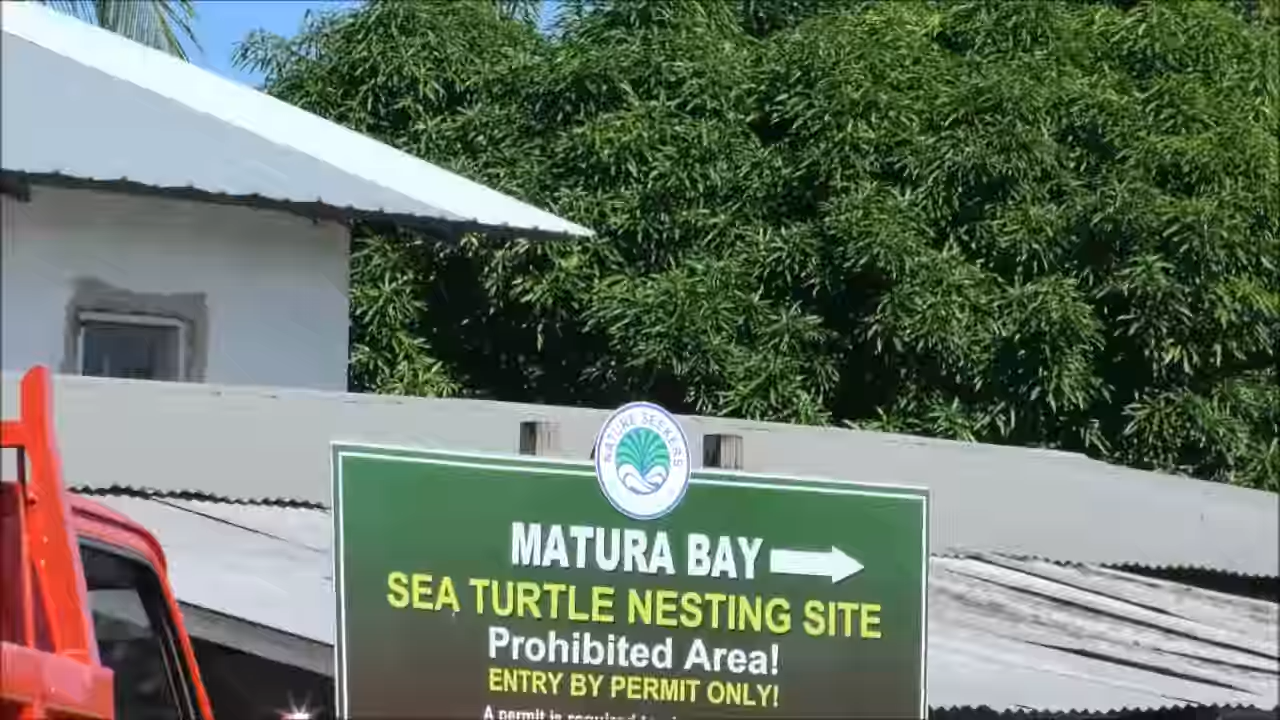 NATURE SEEKERS
MATURA BAY
SEA TURTLE NESTING SITE
Prohibited Area!
ENTRY BY PERMIT ONLY!
A permit is required